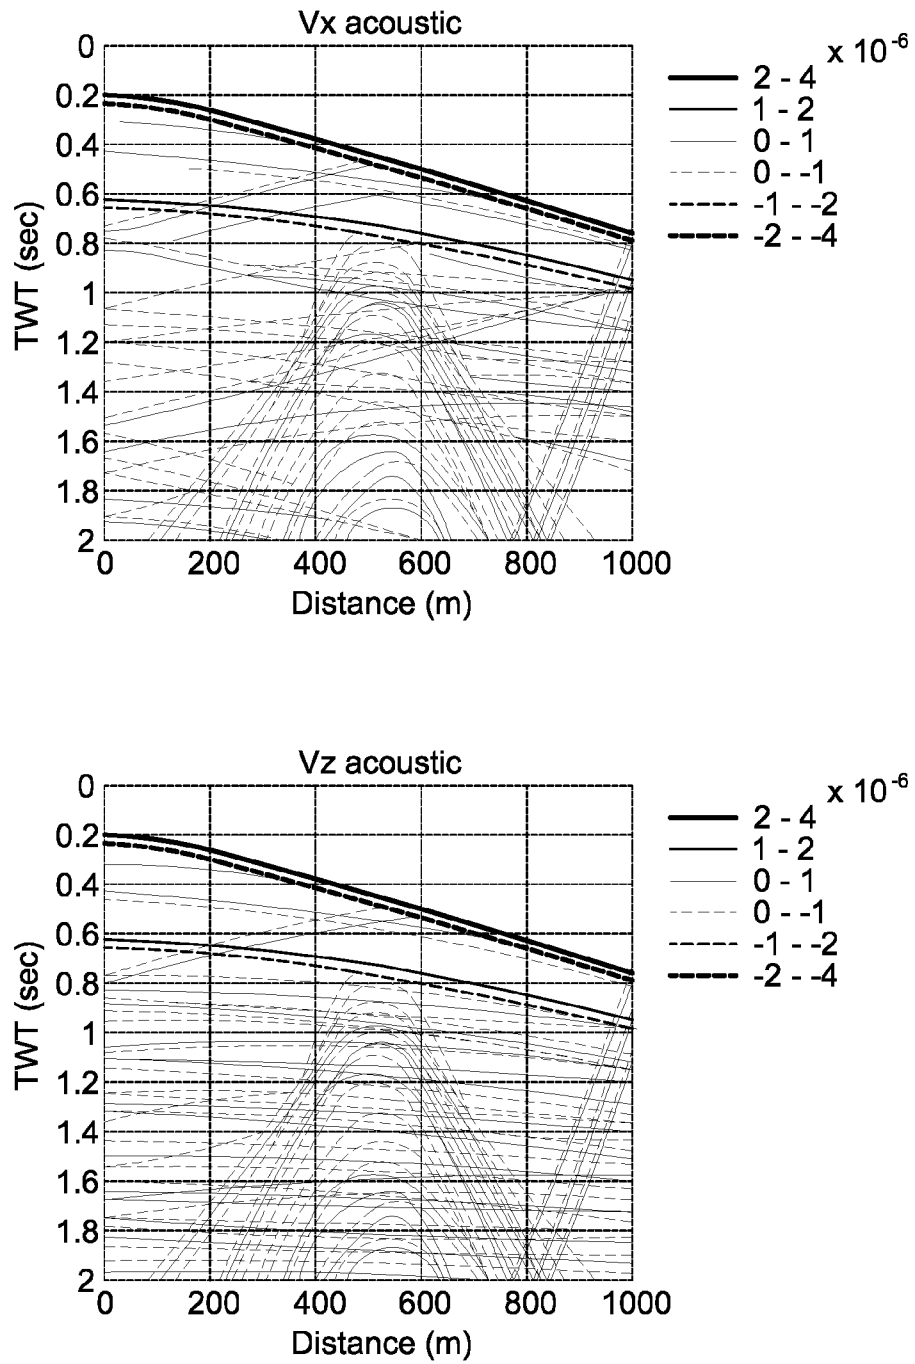 Vx acoustic
x 10-6
2 - 4
1 - 2
0 - 1
0 - -1
-1 - -2
-2 - -4
TWT (sec)
0
0.2
0.4
0.6
0.8
1
1.2
1.4
1.6
1.8
2
0 200 400 600 800 1000
Distance (m)
Vz acoustic
x 10-6
2 - 4
1 - 2
0 - 1
0 - -1
-1 - -2
-2 - -4
TWT (sec)
0
0.2
0.4
0.6
0.8
1
1.2
1.4
1.6
1.8
2
0 200 400 600 800 1000
Distance (m)